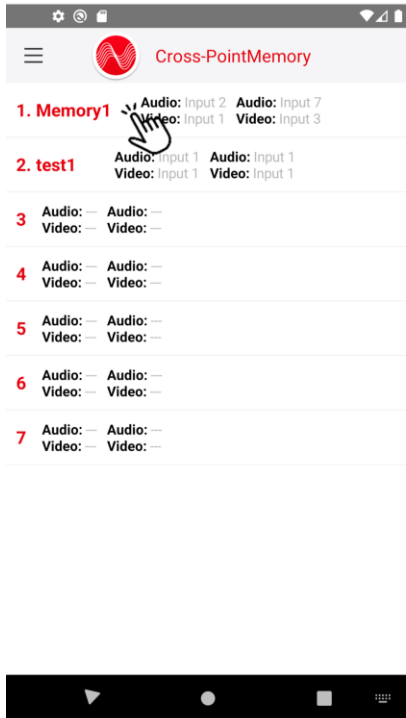 Cross-PointMemory
1. Memory1 Audio: Input 2 Audio: Input 7
Video: Input 1 Video: Input 3
2. test1 Audio: Input 1 Audio: Input 1
Video: Input 1 Video: Input 1
3 Audio: --- Audio: ---
Video: --- Video: ---
4 Audio: --- Audio: ---
Video: --- Video: ---
5 Audio: --- Audio: ---
Video: --- Video: ---
6 Audio: --- Audio: ---
Video: --- Video: ---
7 Audio: --- Audio: ---
Video: --- Video: ---